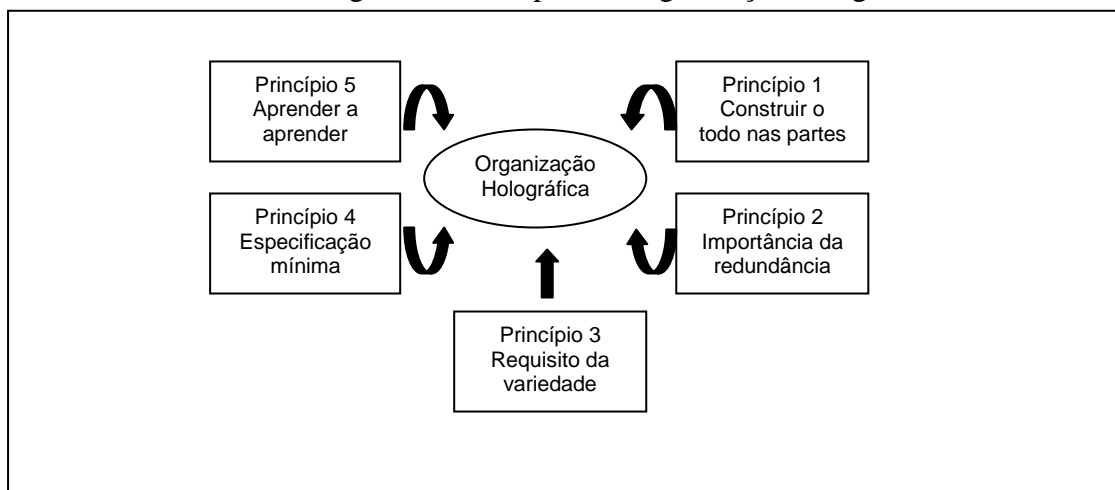 Princípio 5
Aprender a
aprender
Princípio 1
Construir o
todo nas partes
Organização
Holográfica
Princípio 4
Especificação
mínima
Princípio 2
Importância da
redundância
Princípio 3
Requisito da
variedade